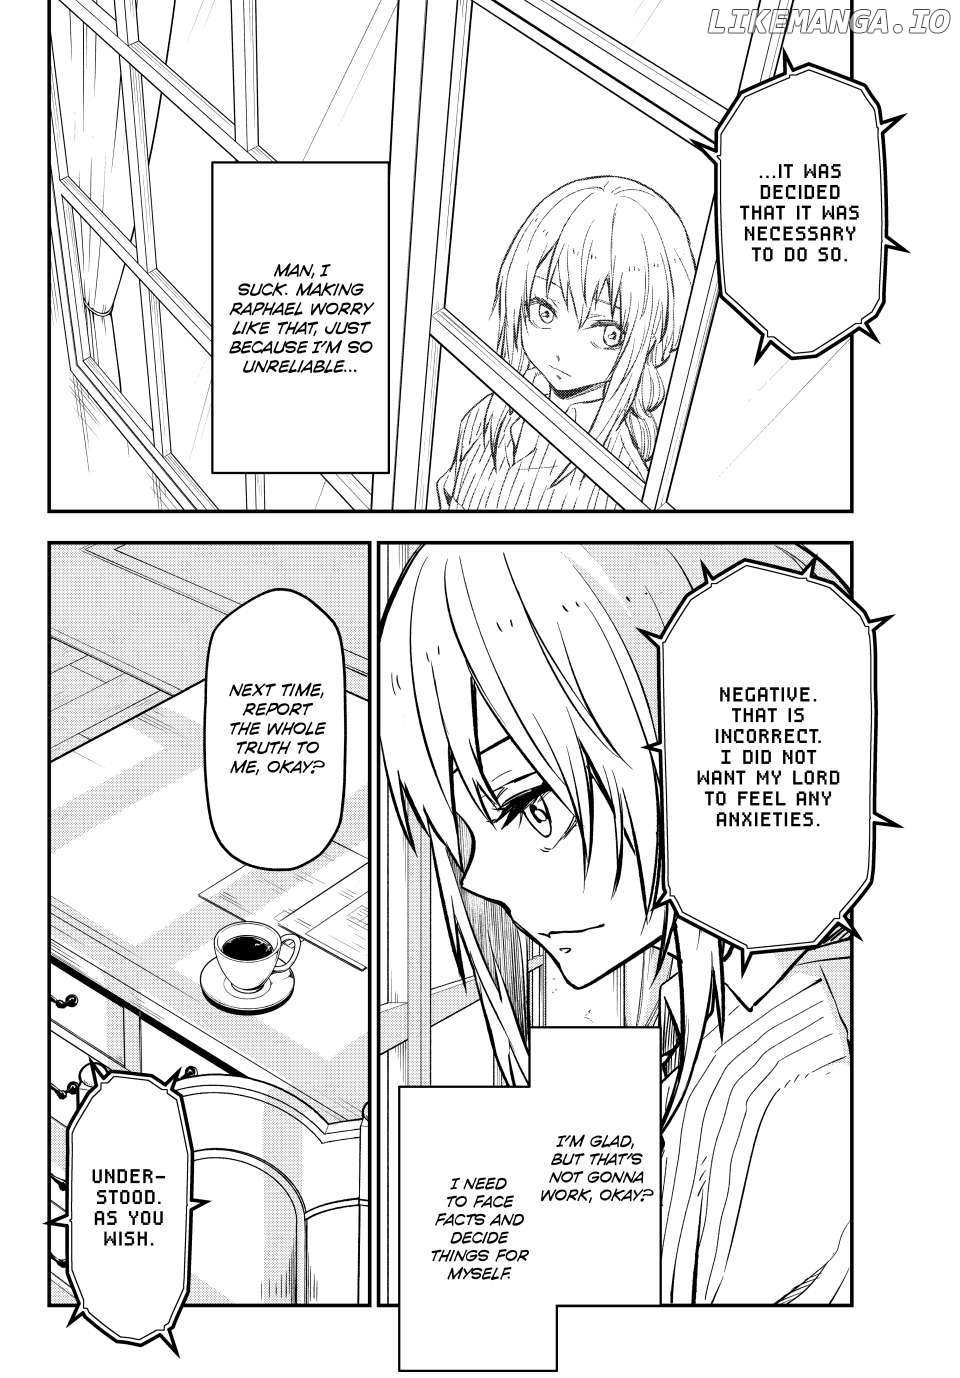 LIKEMANGA.IO
...IT WAS
DECIDED
THAT IT WAS
NECESSARY
TO DO SO.
MAN, I
SUCK. MAKING
RAPHAEL WORRY
LIKE THAT, JUST
BECAUSE I'M SO
UNRELIABLE...
NEGATIVE.
THAT IS
INCORRECT.
I DID NOT
WANT MY LORD
TO FEEL ANY
ANXIETIES.
I'M GLAD,
BUT THAT'S
NOT GONNA
WORK, OKAY?
I NEED
TO FACE
FACTS AND
DECIDE
THINGS FOR
MYSELF.
NEXT TIME,
REPORT
THE WHOLE
TRUTH TO
ME, OKAY?
UNDER-
STOOD.
AS YOU
WISH.